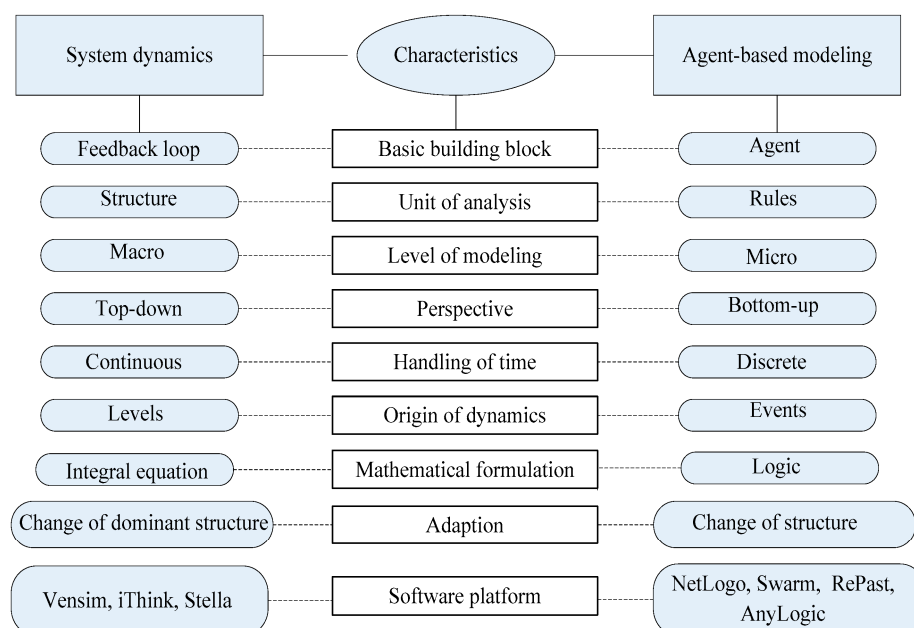 System dynamics
Characteristics
Agent-based modeling
Feedback loop
Basic building block
Agent
Structure
Unit of analysis
Rules
Macro
Level of modeling
Micro
Top-down
Perspective
Bottom-up
Continuous
Handling of time
Discrete
Levels
Origin of dynamics
Events
Integral equation
Mathematical formulation
Logic
Change of dominant structure
Adaption
Change of structure
Vensim, iThink, Stella
Software platform
NetLogo, Swarm, RePast,
AnyLogic